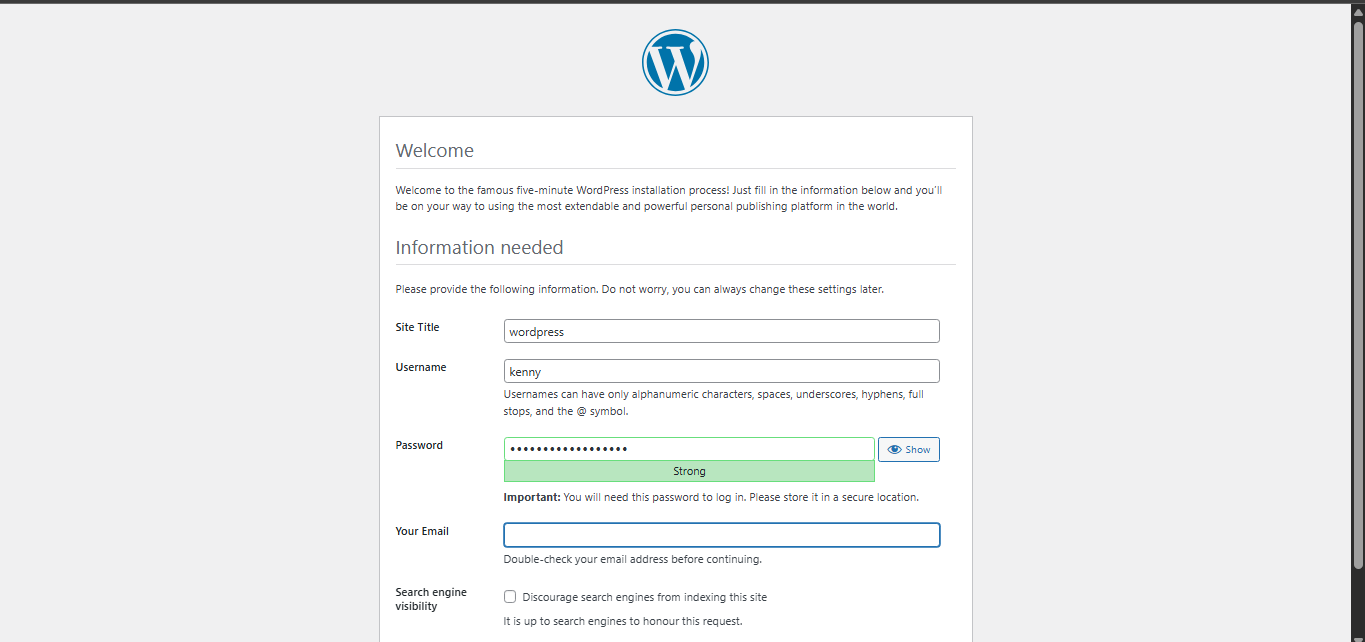 Welcome
Welcome to the famous five-minute WordPress installation process! Just fill in the information below and you'll
be on your way to using the most extendable and powerful personal publishing platform in the world.
Information needed
Please provide the following information. Do not worry, you can always change these settings later.
Site Title
wordpress
Username
kenny
Usernames can have only alphanumeric characters, spaces, underscores, hyphens, full
stops, and the @ symbol.
Password
••••••••••••••••••
Show
Strong
Important: You will need this password to log in. Please store it in a secure location.
Your Email
Double-check your email address before continuing.
Search engine
visibility
Discourage search engines from indexing this site
It is up to search engines to honour this request.